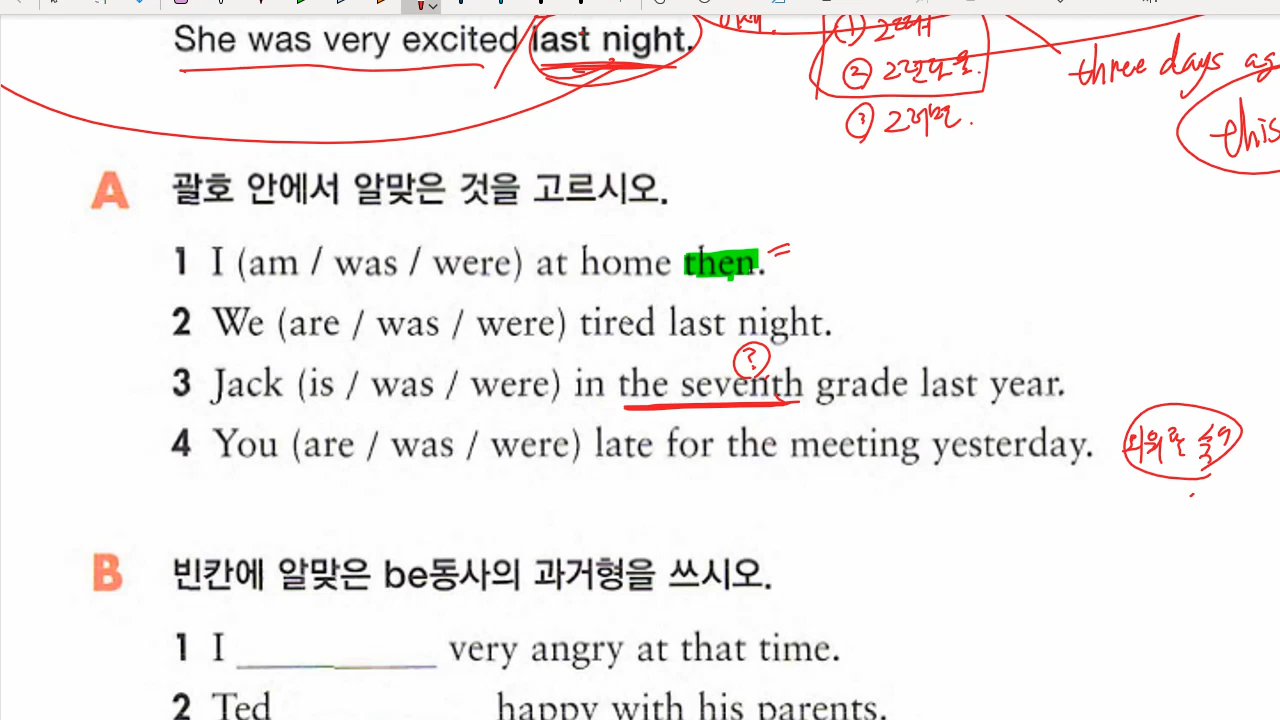 She was very excited last night.
① 그때
② 그런다음.
③ 그러면.
three days ag
this
A 괄호 안에서 알맞은 것을 고르시오.
1 I (am / was / were) at home then.
2 We (are / was / were) tired last night.
?
3 Jack (is / was / were) in the seventh grade last year.
4 You (are / was / were) late for the meeting yesterday.
B 빈칸에 알맞은 be동사의 과거형을 쓰시오.
1 I very angry at that time.
2 Ted happy with his parents.